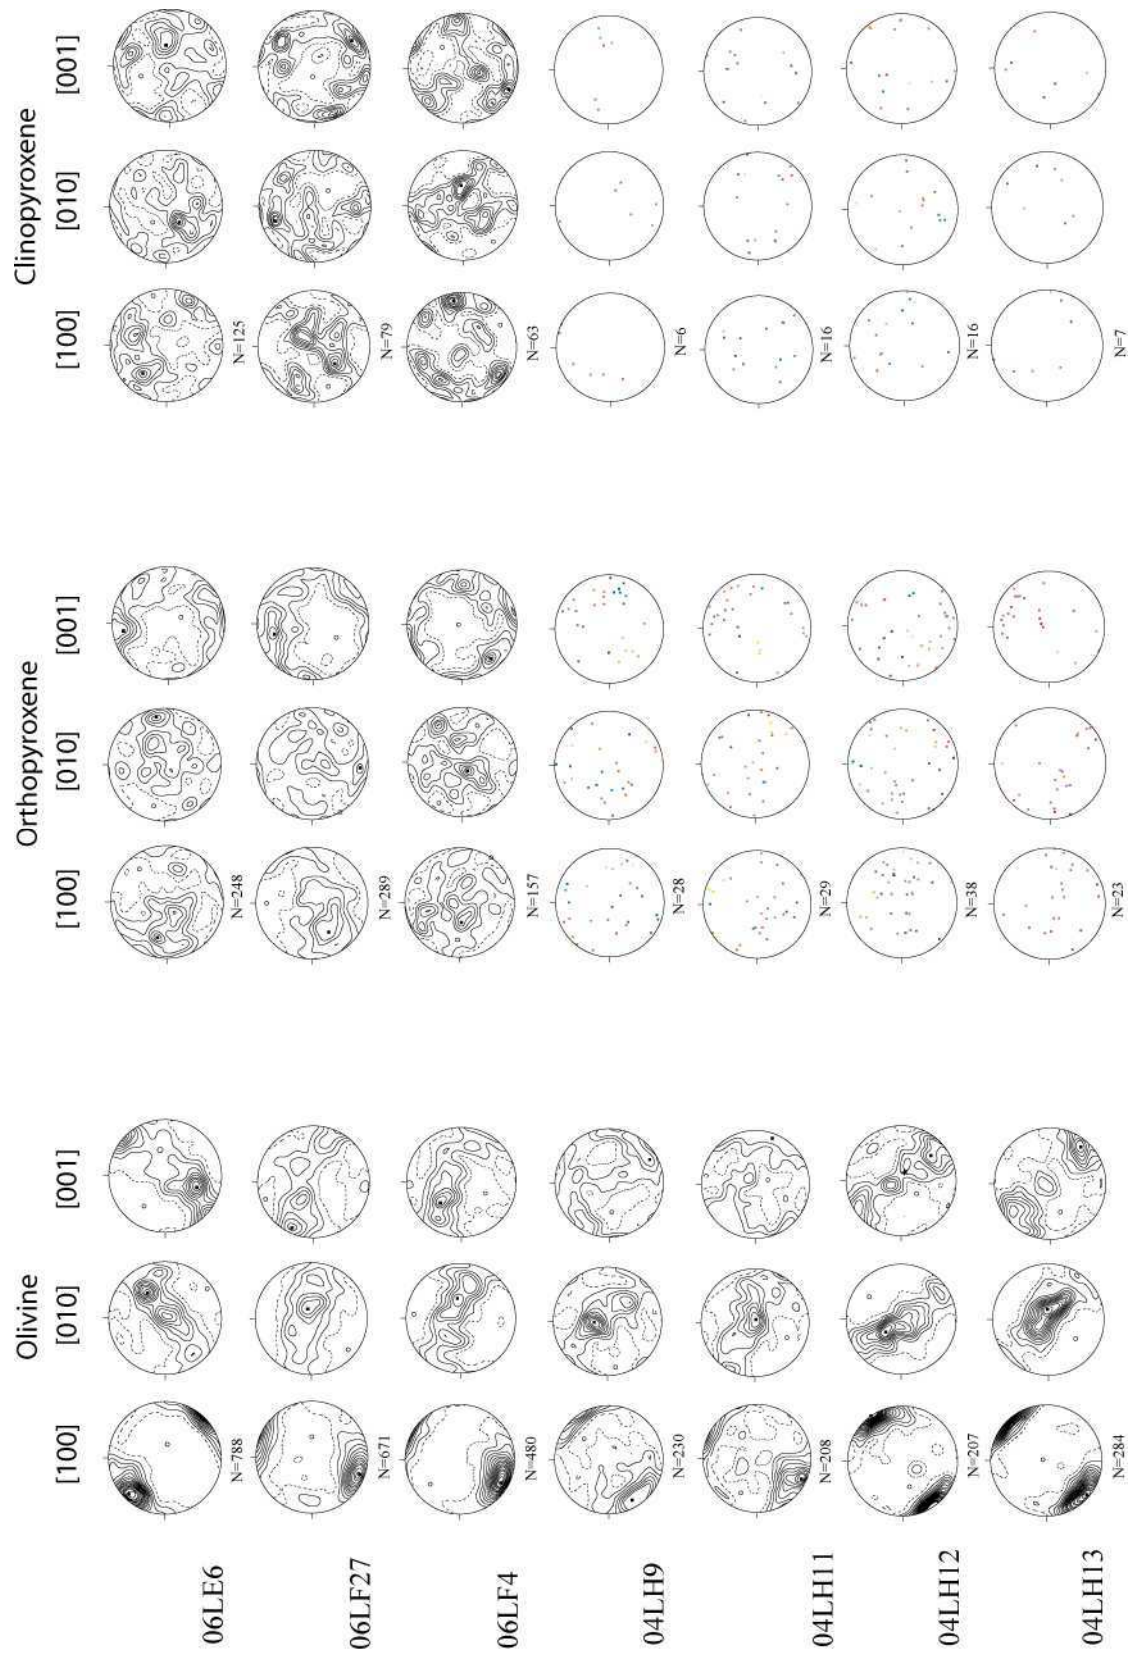 Olivine Orthopyroxene Clinopyroxene
[100] [010] [001] [100] [010] [001] [100] [010] [001]
06LE6 N=788 N=248 N=125
06LF27 N=671 N=289 N=79
06LF4 N=480 N=157 N=63
04LH9 N=230 N=28 N=6
04LH11 N=208 N=29 N=16
04LH12 N=207 N=38 N=16
04LH13 N=284 N=23 N=7